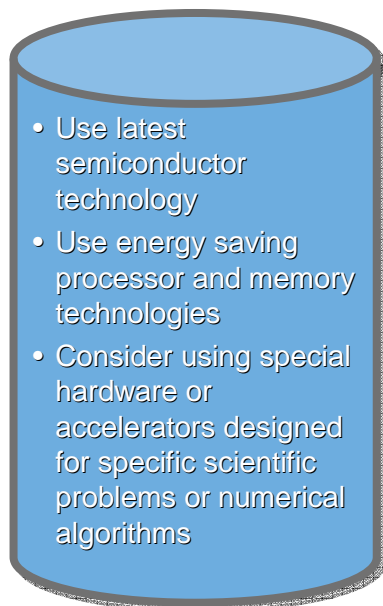 • Use latest
semiconductor
technology
• Use energy saving
processor and memory
technologies
• Consider using special
hardware or
accelerators designed
for specific scientific
problems or numerical
algorithms